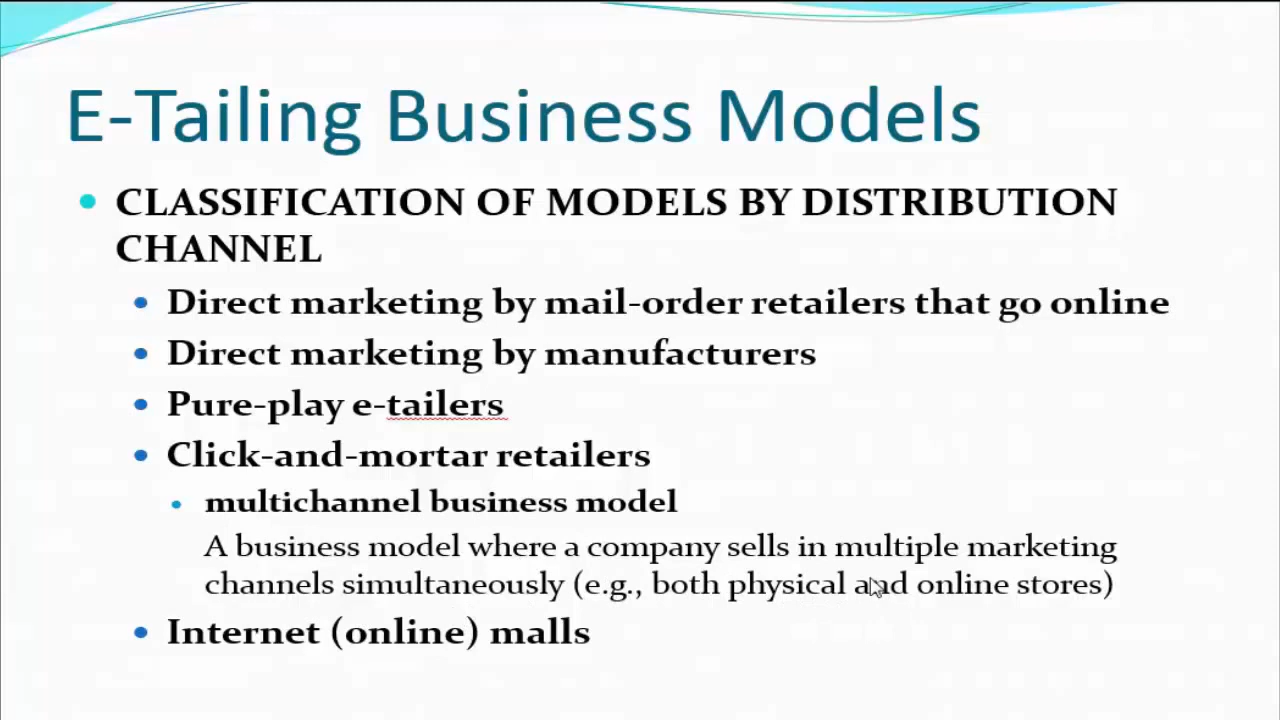 E-Tailing Business Models
CLASSIFICATION OF MODELS BY DISTRIBUTION
CHANNEL
Direct marketing by mail-order retailers that go online
Direct marketing by manufacturers
Pure-play e-tailers
Click-and-mortar retailers
multichannel business model
A business model where a company sells in multiple marketing
channels simultaneously (e.g., both physical and online stores)
Internet (online) malls